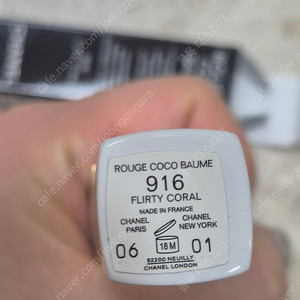 ROUGE COCO BAUME
916
FLIRTY CORAL
MADE IN FRANCE
CHANEL PARIS
CHANEL NEW YORK
06
18 M
01
92200 NEUILLY
CHANEL LONDON